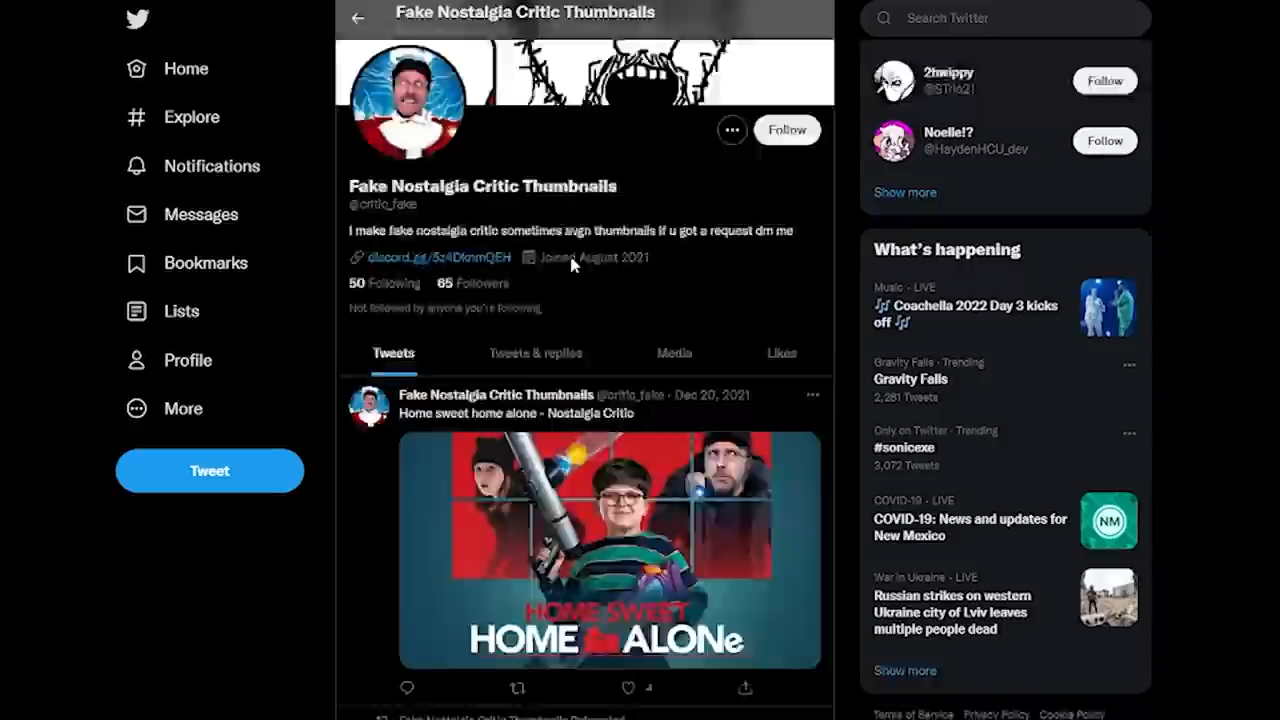 Fake Nostalgia Critic Thumbnails
Search Twitter
Home
Explore
Notifications
Messages
Bookmarks
Lists
Profile
More
Tweet
Follow
Fake Nostalgia Critic Thumbnails
@critic_fake
I make fake nostalgia critic sometimes avgn thumbnails if u got a request dm me
Joined August 2021
50 Following 65 Followers
Not followed by anyone you're following
Tweets Tweets & replies Media Likes
Fake Nostalgia Critic Thumbnails @critic_fake · Dec 20, 2021
Home sweet home alone - Nostalgia Critic
HOME SWEET
HOME ALONe
4
2hwippy
Follow
Noelle!?
@HaydenHCU_dev
Follow
Show more
What's happening
Music · LIVE
Coachella 2022 Day 3 kicks
off
Gravity Falls · Trending
Gravity Falls
2,281 Tweets
Only on Twitter · Trending
#sonicexe
3,072 Tweets
COVID-19 · LIVE
COVID-19: News and updates for
New Mexico
NM
War in Ukraine · LIVE
Russian strikes on western
Ukraine city of Lviv leaves
multiple people dead
Show more
Terms of Service Privacy Policy Cookie Policy